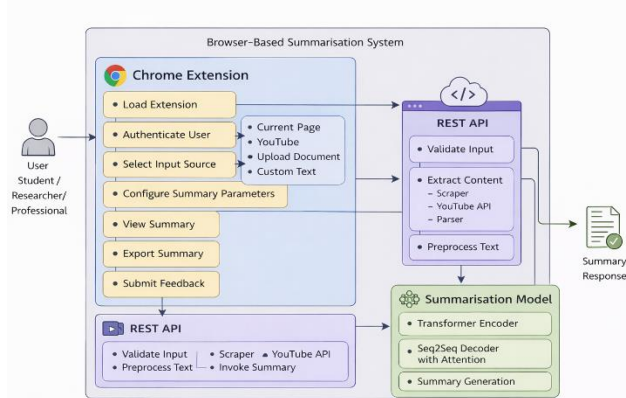 Browser-Based Summarisation System
Chrome Extension
• Load Extension
• Authenticate User
• Select Input Source
• Configure Summary Parameters
• View Summary
• Export Summary
• Submit Feedback
• Current Page
• YouTube
• Upload Document
• Custom Text
User
Student /
Researcher/
Professional
</>
REST API
• Validate Input
• Extract Content
– Scraper
– YouTube API
– Parser
• Preprocess Text
Summary
Response
REST API
• Validate Input
• Scraper
▲ YouTube API
• Preprocess Text
• Invoke Summary
Summarisation Model
• Transformer Encoder
• Seq2Seq Decoder
with Attention
• Summary Generation